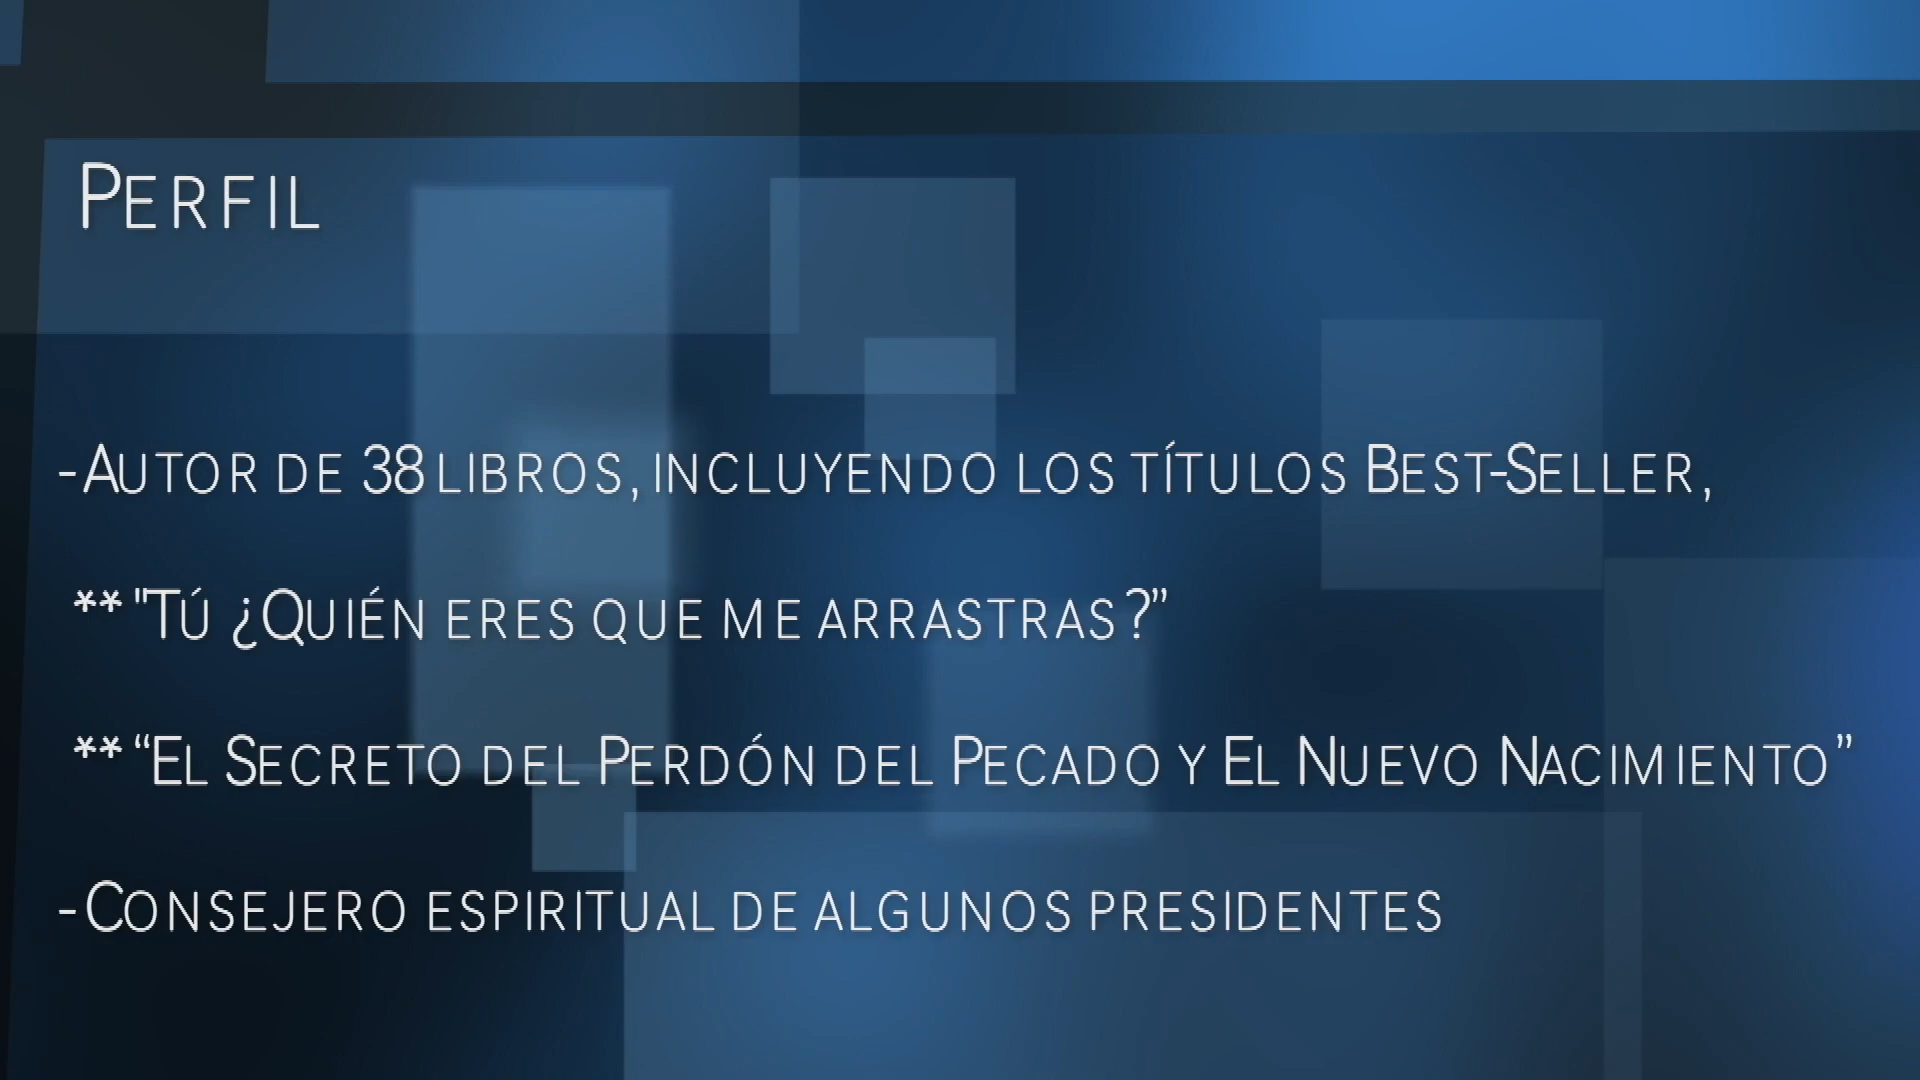 Perfil
-Autor de 38 libros, incluyendo los títulos Best-Seller,
** "Tú ¿Quién eres que me arrastras?”
** “El Secreto del Perdón del Pecado y El Nuevo Nacimiento”
-Consejero espiritual de algunos presidentes